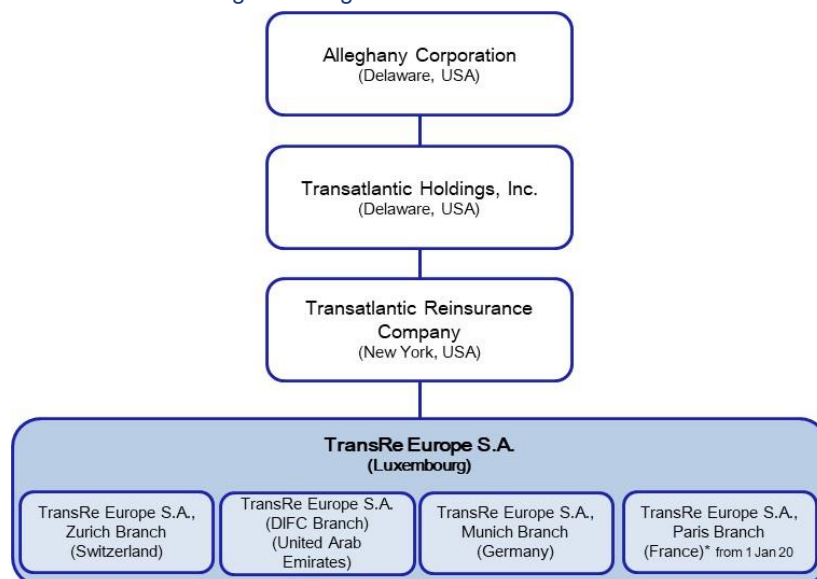 Alleghany Corporation
(Delaware, USA)
Transatlantic Holdings, Inc.
(Delaware, USA)
Transatlantic Reinsurance
Company
(New York, USA)
TransRe Europe S.A.
(Luxembourg)
TransRe Europe S.A.,
Zurich Branch
(Switzerland)
TransRe Europe S.A.
(DIFC Branch)
(United Arab
Emirates)
TransRe Europe S.A.,
Munich Branch
(Germany)
TransRe Europe S.A.,
Paris Branch
(France)* from 1 Jan 20